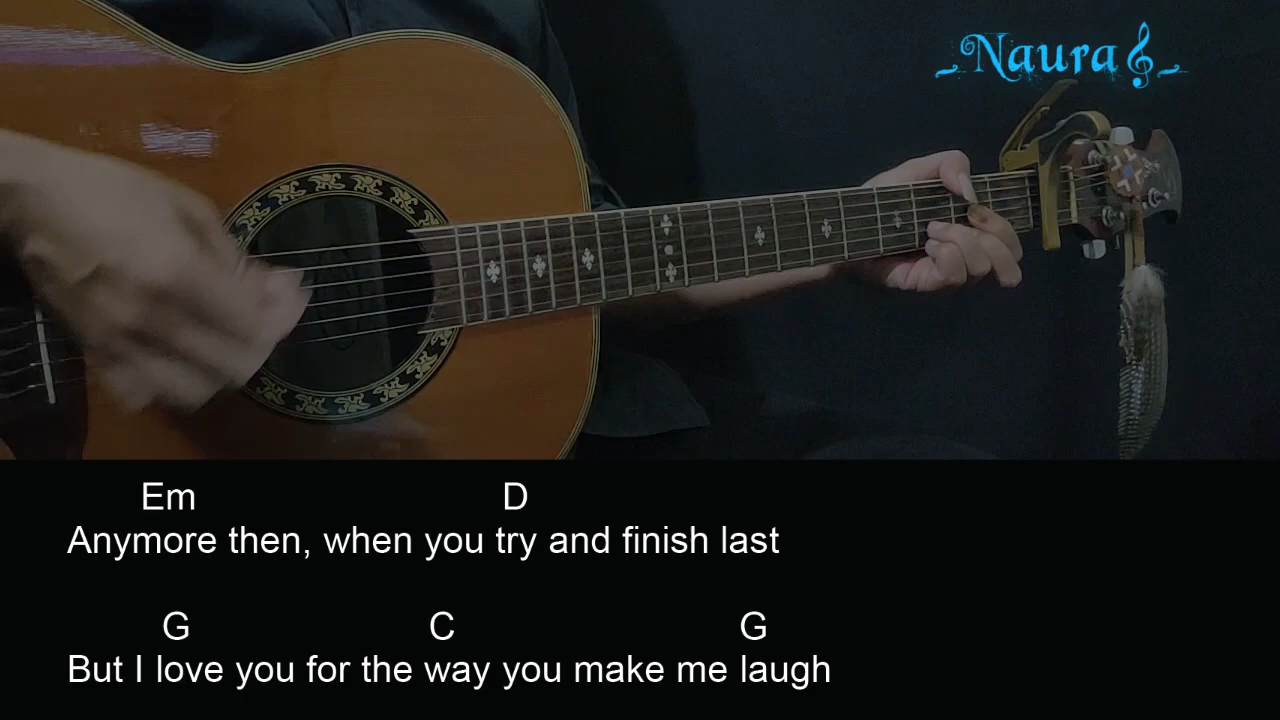 Naura
Em D
Anymore then, when you try and finish last
G C G
But I love you for the way you make me laugh